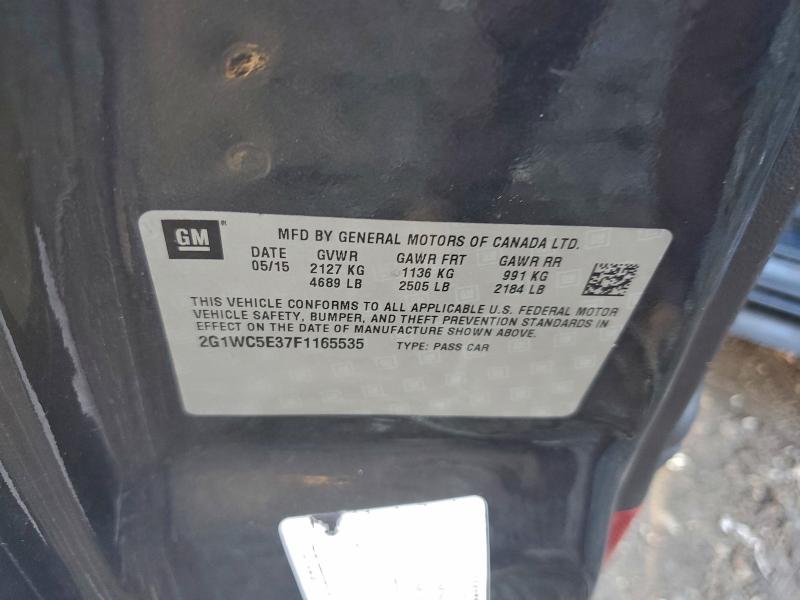 GM
MFD BY GENERAL MOTORS OF CANADA LTD.
DATE GVWR GAWR FRT GAWR RR
05/15 2127 KG 1136 KG 991 KG
4689 LB 2505 LB 2184 LB
THIS VEHICLE CONFORMS TO ALL APPLICABLE U.S. FEDERAL MOTOR
VEHICLE SAFETY, BUMPER, AND THEFT PREVENTION STANDARDS IN
EFFECT ON THE DATE OF MANUFACTURE SHOWN ABOVE.
2G1WC5E37F1165535 TYPE: PASS CAR